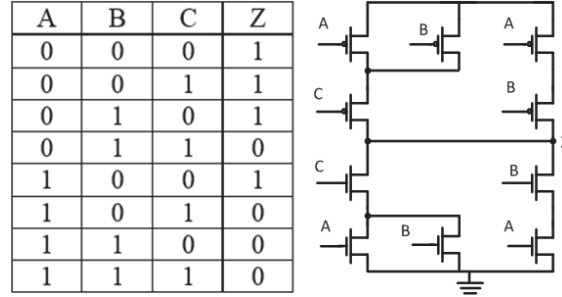 A B C Z
0 0 0 1
0 0 1 1
0 1 0 1
0 1 1 0
1 0 0 1
1 0 1 0
1 1 0 0
1 1 1 0
A B A
C B
C B
A B A